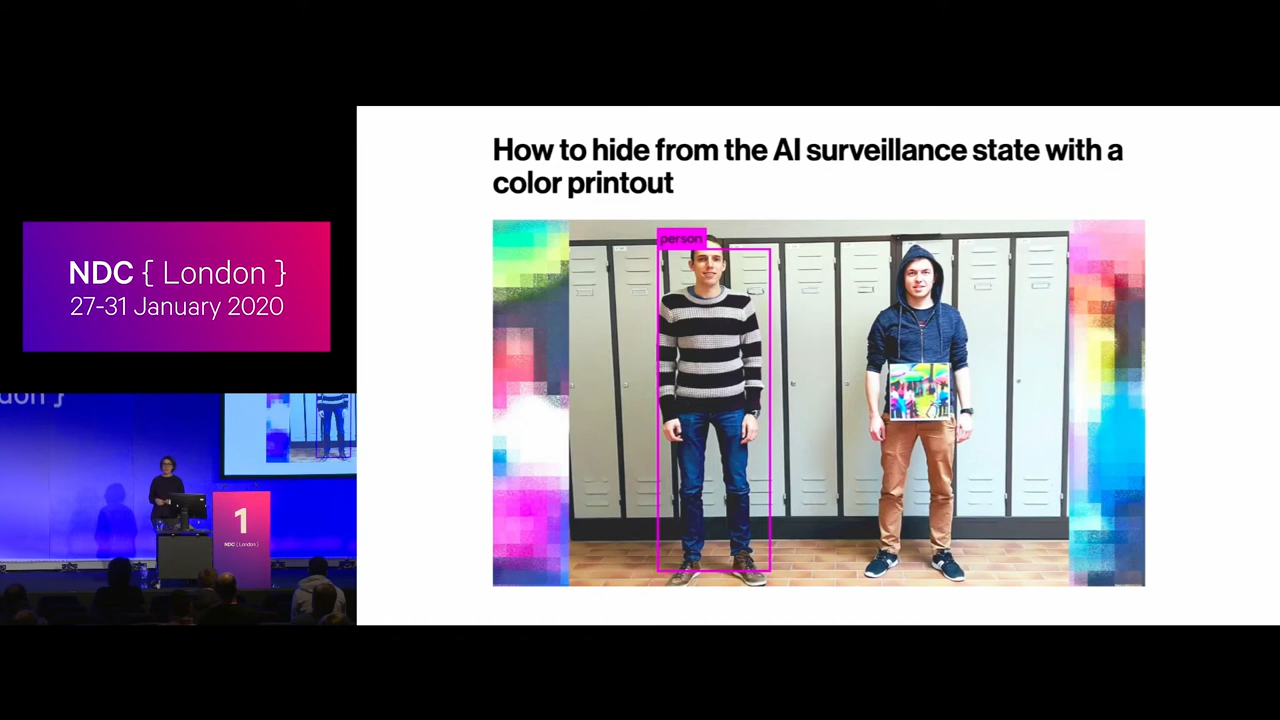 How to hide from the AI surveillance state with a
color printout
person
NDC { London }
27-31 January 2020
don }
1
NDC { London }